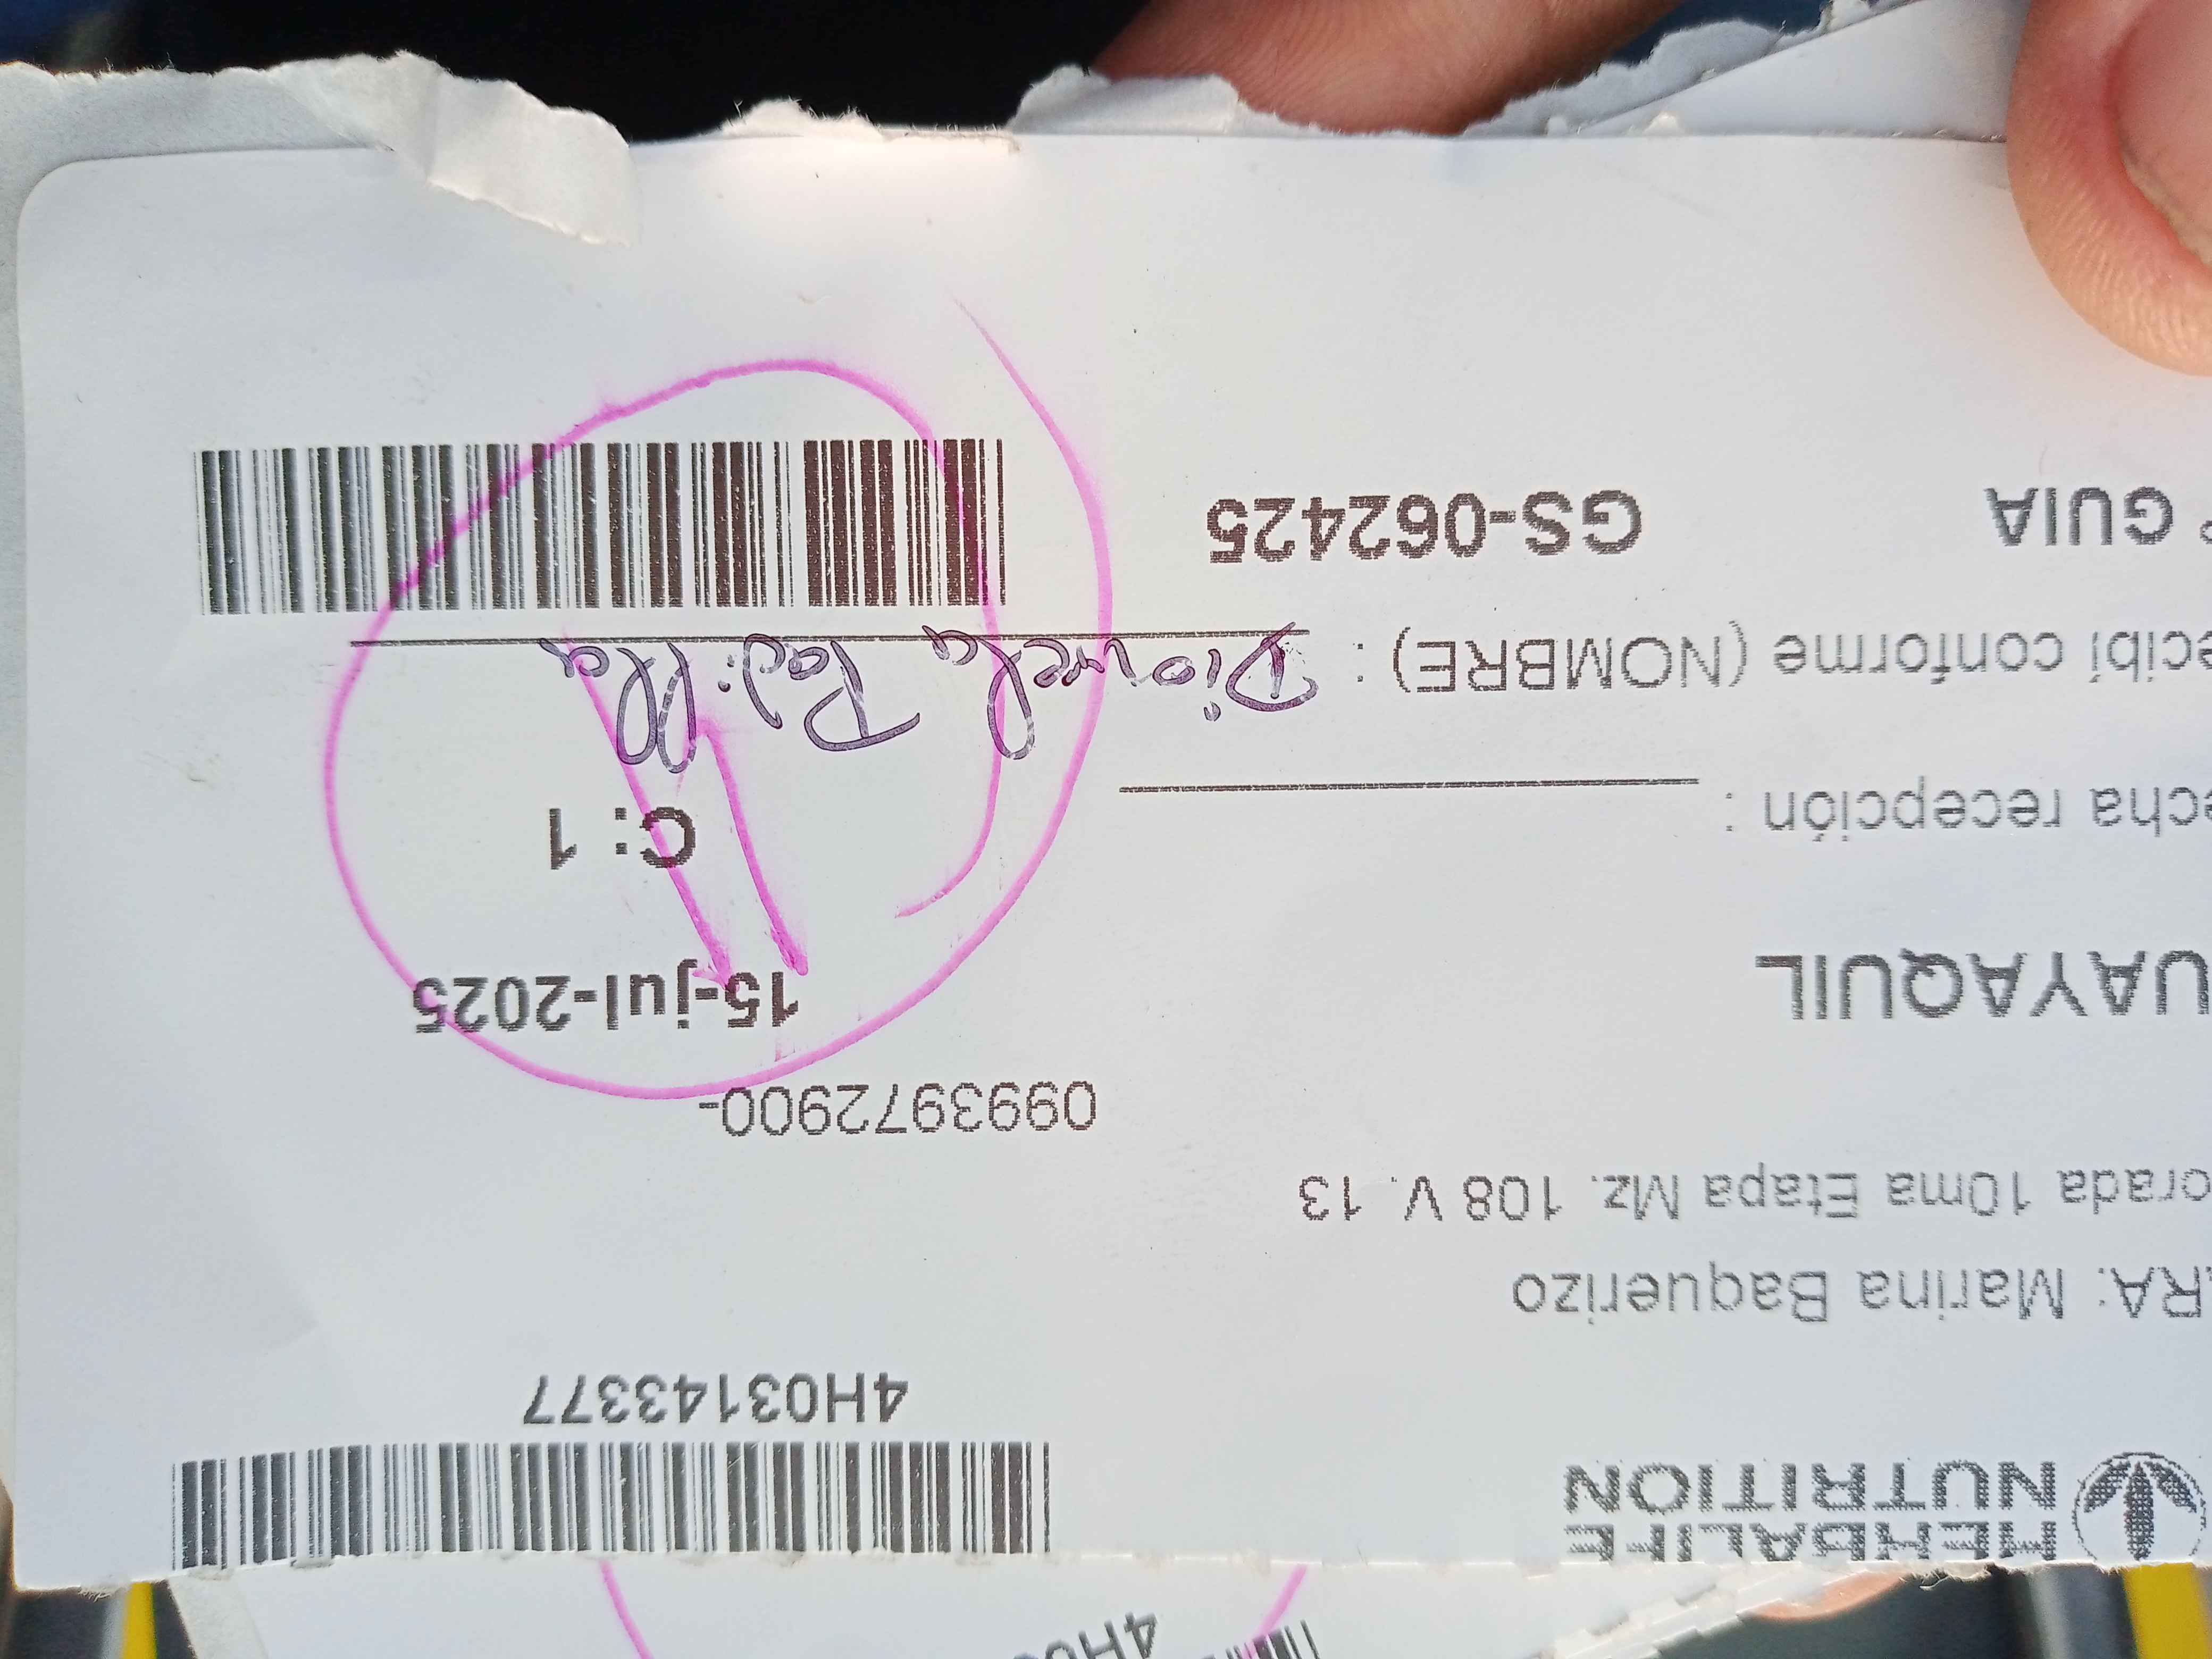 HERBALIFE
NUTRITION
4H03143377
RA: Marina Baquerizo
orada 10ma Etapa Mz. 108 V. 13
0993972900-
UAYAQUIL
15-jul-2025
echa recepción :
C: 1
ecibí conforme (NOMBRE) : Padilla
° GUIA GS-062425